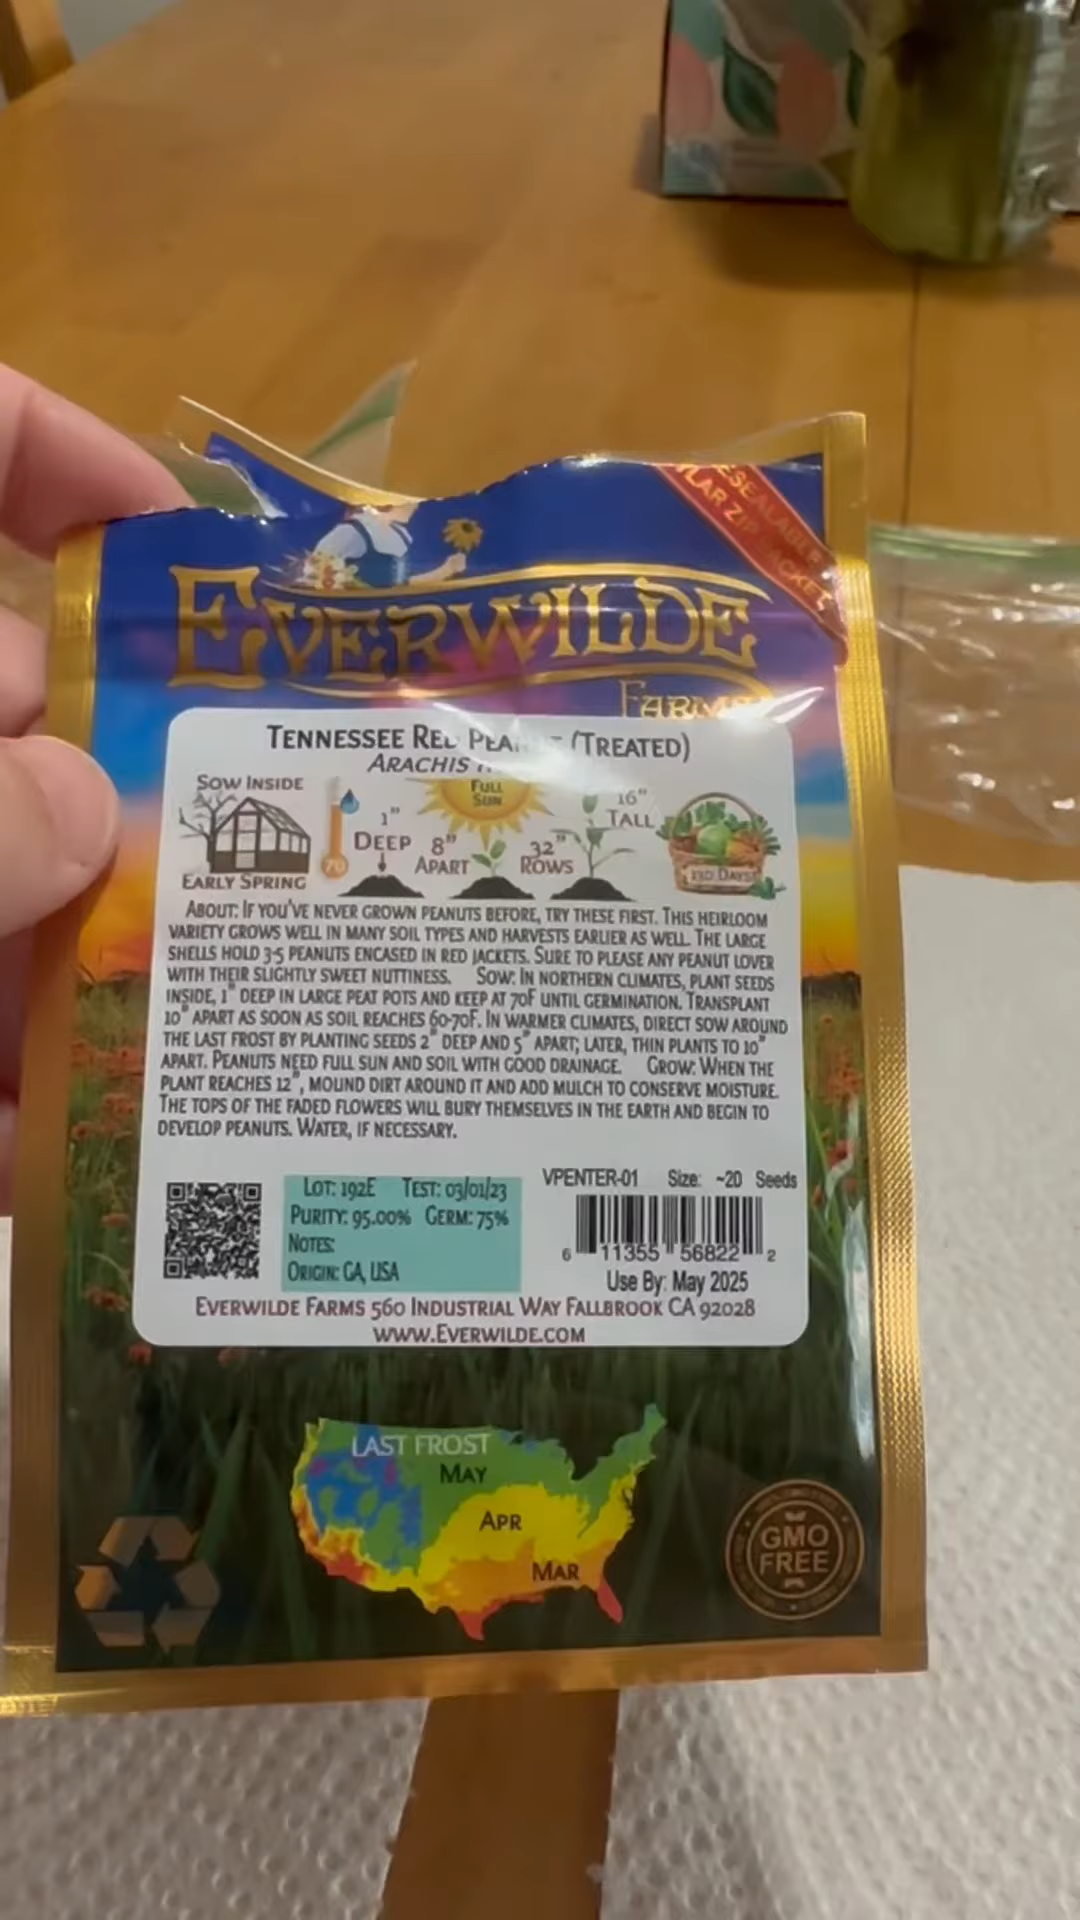 RESEALABLE
MYLAR ZIP PACKET
EVERWILDE
FARMS
TENNESSEE RED PEANUT (TREATED)
ARACHIS
SOW INSIDE
EARLY SPRING
70
1"
DEEP
8"
APART
FULL
SUN
32"
ROWS
16"
TALL
130 DAYS
ABOUT: IF YOU'VE NEVER GROWN PEANUTS BEFORE, TRY THESE FIRST. THIS HEIRLOOM
VARIETY GROWS WELL IN MANY SOIL TYPES AND HARVESTS EARLIER AS WELL. THE LARGE
SHELLS HOLD 3-5 PEANUTS ENCASED IN RED JACKETS. SURE TO PLEASE ANY PEANUT LOVER
WITH THEIR SLIGHTLY SWEET NUTTINESS. SOW: IN NORTHERN CLIMATES, PLANT SEEDS
INSIDE, 1" DEEP IN LARGE PEAT POTS AND KEEP AT 70F UNTIL GERMINATION. TRANSPLANT
10" APART AS SOON AS SOIL REACHES 60-70F. IN WARMER CLIMATES, DIRECT SOW AROUND
THE LAST FROST BY PLANTING SEEDS 2" DEEP AND 5" APART; LATER, THIN PLANTS TO 10"
APART. PEANUTS NEED FULL SUN AND SOIL WITH GOOD DRAINAGE. GROW: WHEN THE
PLANT REACHES 12", MOUND DIRT AROUND IT AND ADD MULCH TO CONSERVE MOISTURE.
THE TOPS OF THE FADED FLOWERS WILL BURY THEMSELVES IN THE EARTH AND BEGIN TO
DEVELOP PEANUTS. WATER, IF NECESSARY.
LOT: 192E TEST: 03/01/23
PURITY: 95.00% GERM: 75%
NOTES:
ORIGIN: GA, USA
VPENTER-01 Size: ~20 Seeds
6 11355 56822 2
Use By: May 2025
EVERWILDE FARMS 560 INDUSTRIAL WAY FALLBROOK CA 92028
WWW.EVERWILDE.COM
LAST FROST
MAY
APR
MAR
GMO
FREE